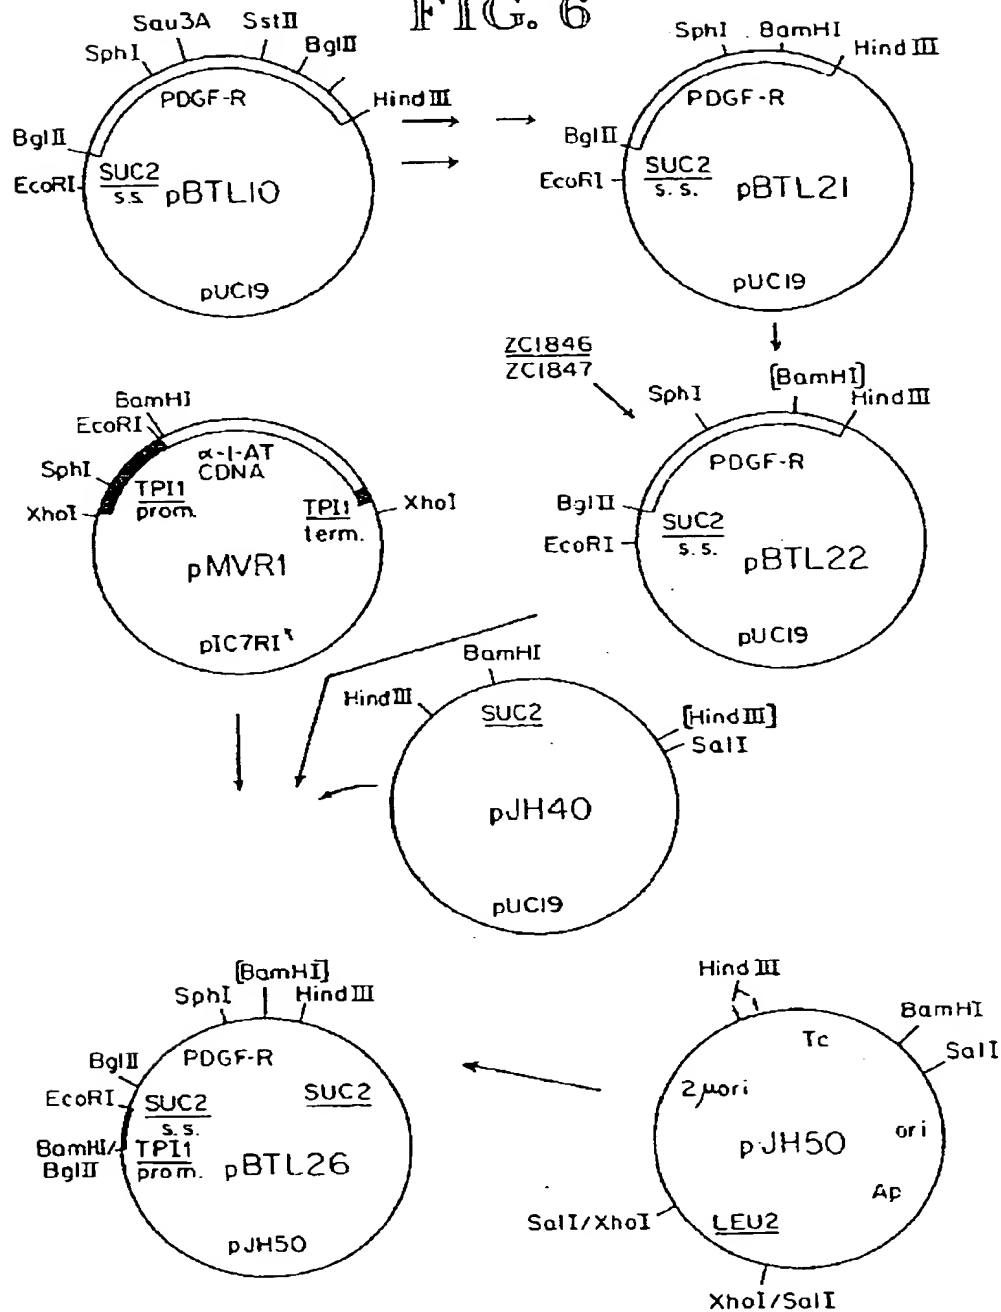 FIG. 6
Sau3A
SstII
SphI
BglII
PDGF-R
HindIII
BglII
EcoRI
SUC2
s.s.
pBTL10
pUC19
SphI
BamHI
HindIII
PDGF-R
BglII
EcoRI
SUC2
s.s.
pBTL21
pUC19
ZC1846
ZC1847
[BamHI]
SphI
HindIII
PDGF-R
BglII
EcoRI
SUC2
s.s.
pBTL22
pUC19
BamHI
EcoRI
α-1-AT
CDNA
SphI
TPI1
prom.
XhoI
TPI1
term.
XhoI
pMVR1
pIC7RI*
BamHI
HindIII
SUC2
[HindIII]
SalI
pJH40
pUC19
[BamHI]
SphI
HindIII
BglII
PDGF-R
EcoRI
SUC2
s.s.
SUC2
BamHI/
BglII
TPI1
prom.
pBTL26
pJH50
HindIII
BamHI
Tc
SalI
2μori
pJH50
ori
Ap
SalI/XhoI
LEU2
XhoI/SalI